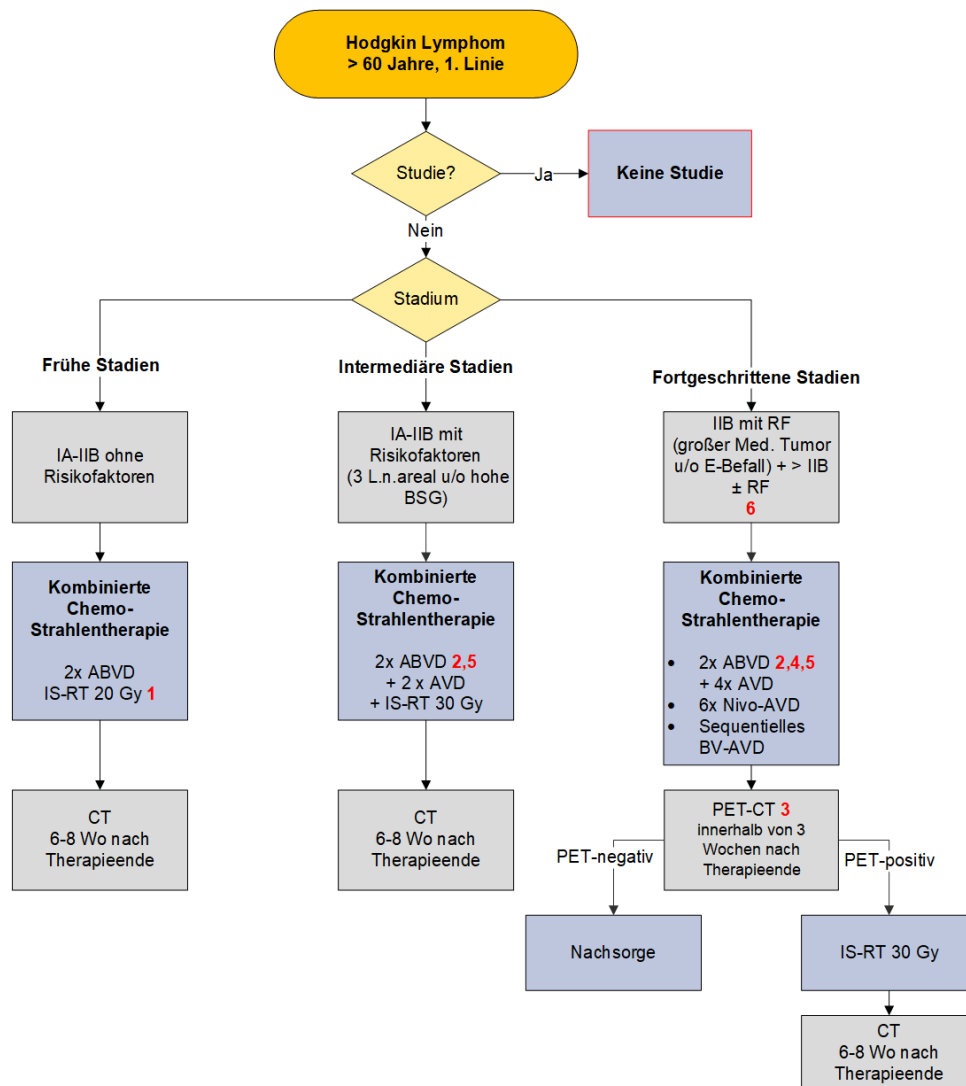 Hodgkin Lymphom
> 60 Jahre, 1. Linie
Studie?
Ja
Keine Studie
Nein
Stadium
Frühe Stadien
Intermediäre Stadien
Fortgeschrittene Stadien
IA-IIB ohne
Risikofaktoren
IA-IIB mit
Risikofaktoren
(3 L.n.areal u/o hohe
BSG)
IIB mit RF
(großer Med. Tumor
u/o E-Befall) + > IIB
± RF
6
Kombinierte
Chemo-
Strahlentherapie
2x ABVD
IS-RT 20 Gy 1
Kombinierte
Chemo-
Strahlentherapie
2x ABVD 2,5
+ 2 x AVD
+ IS-RT 30 Gy
Kombinierte
Chemo-
Strahlentherapie
• 2x ABVD 2,4,5
+ 4x AVD
• 6x Nivo-AVD
• Sequentielles
BV-AVD
CT
6-8 Wo nach
Therapieende
CT
6-8 Wo nach
Therapieende
PET-CT 3
innerhalb von 3
Wochen nach
Therapieende
PET-negativ
PET-positiv
Nachsorge
IS-RT 30 Gy
CT
6-8 Wo nach
Therapieende